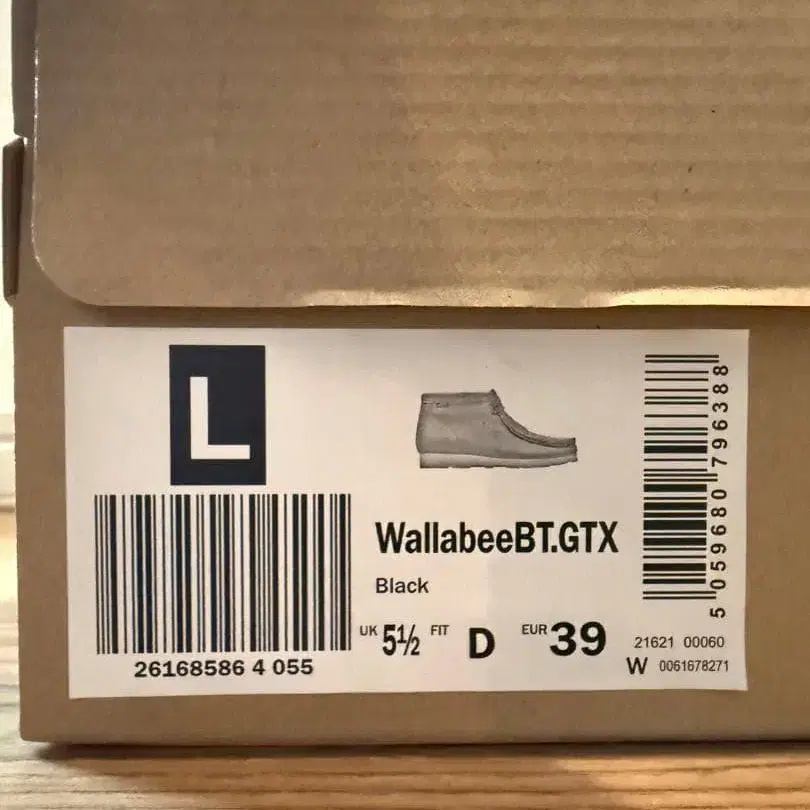 L
26168586 4 055
WallabeeBT.GTX
Black
UK 5½ FIT D EUR 39
5 059680 796388
21621 00060
W 0061678271